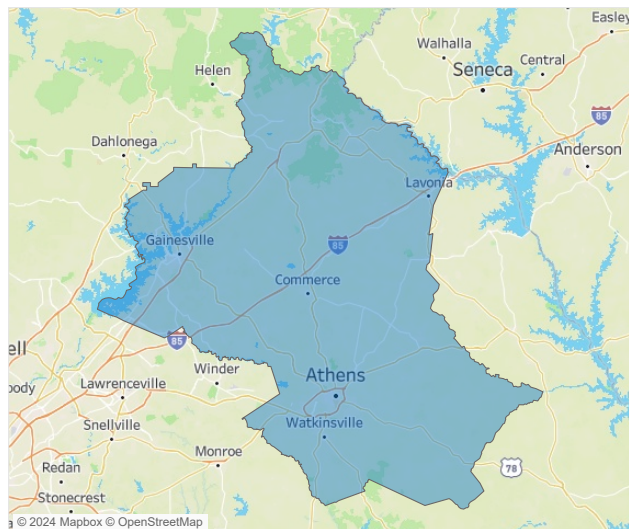 Easley
Walhalla
Central
Helen
Seneca
85
Dahlonega
Anderson
Lavonia
Gainesville
85
Commerce
85
ell
Winder
Athens
oody
Lawrenceville
Snellville
Watkinsville
Monroe
78
Redan
Stonecrest
a
© 2024 Mapbox © OpenStreetMap